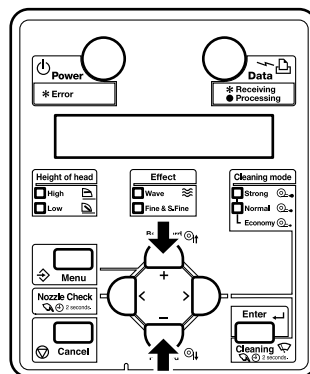 Power
Data
* Error
* Receiving
● Processing
Height of head
High
Low
Effect
Wave
Fine & S.Fine
Cleaning mode
Strong
Normal
Economy
Menu
+
< >
−
Nozzle Check
2 seconds.
Cancel
Enter
Cleaning
2 seconds.